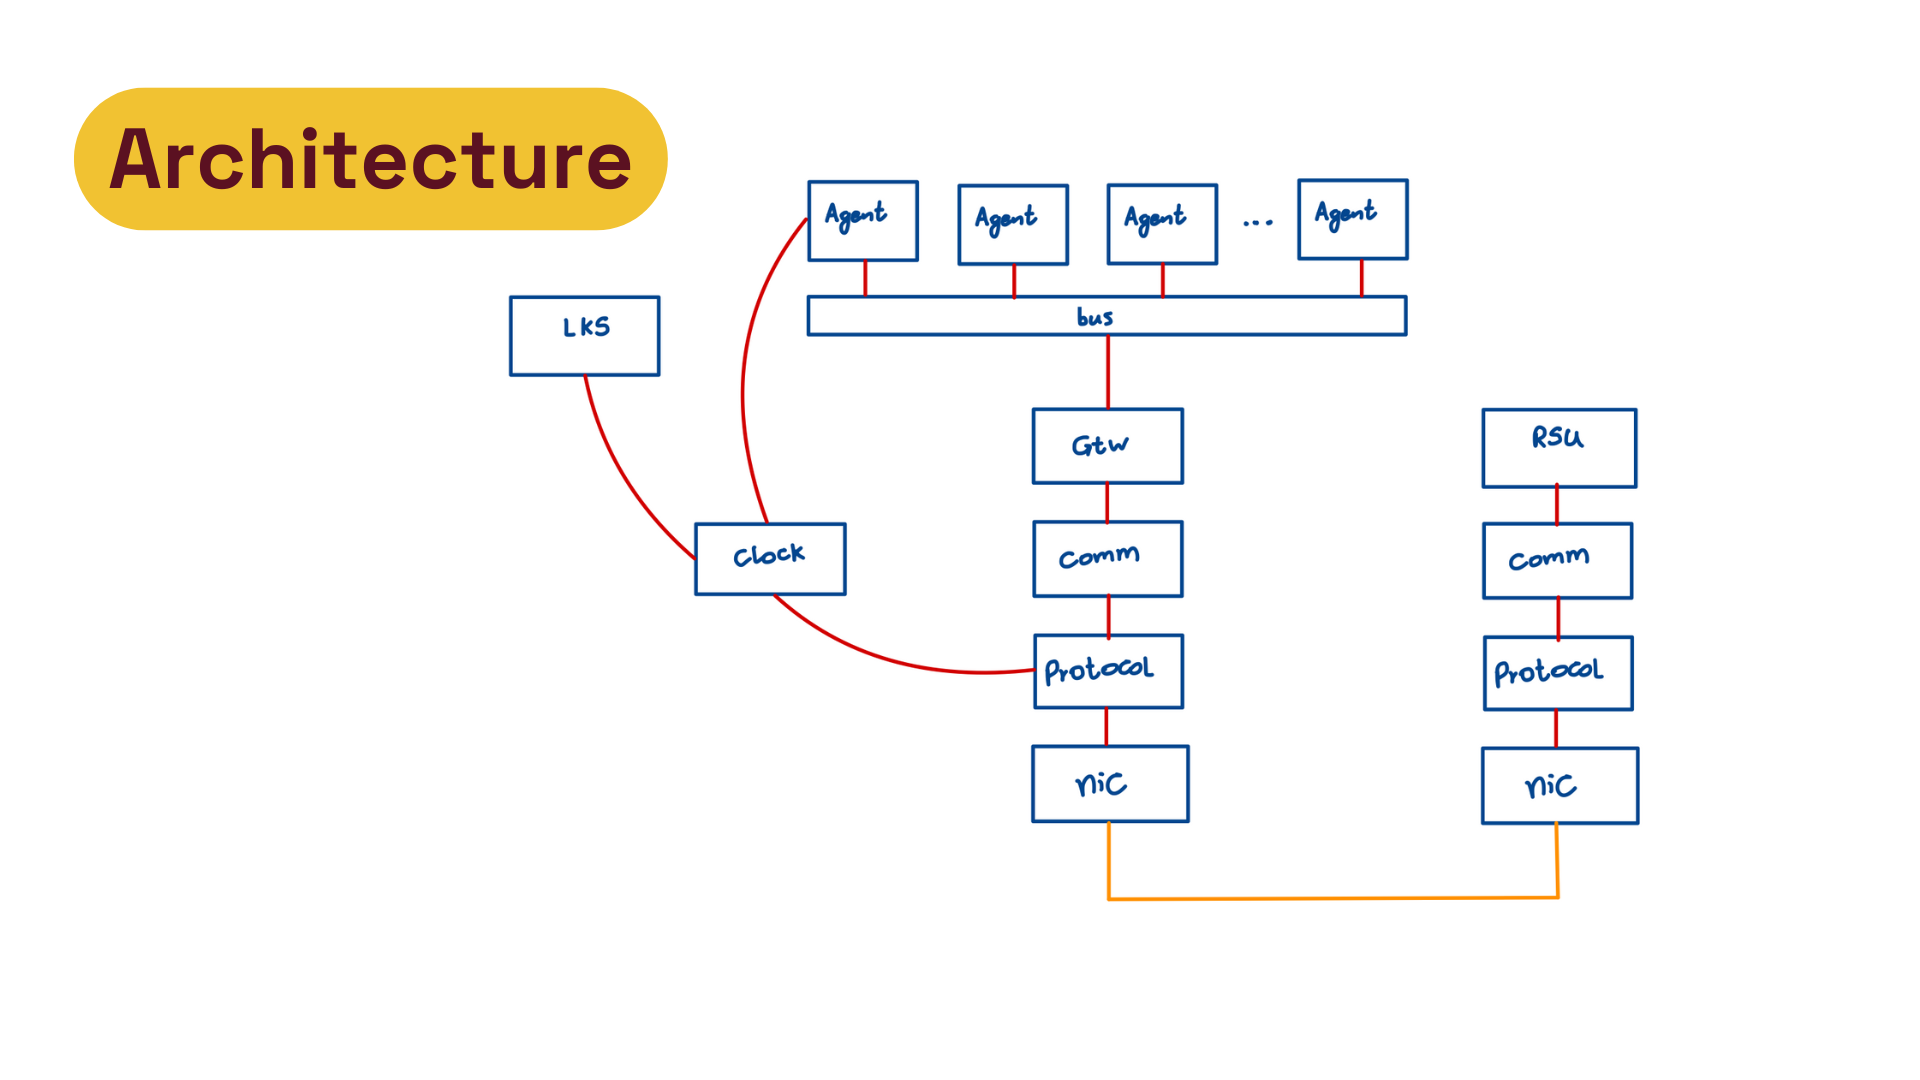 Architecture
Agent Agent Agent ... Agent
bus
LKS
Gtw
RSU
Clock
comm
comm
Protocol
Protocol
niC
niC